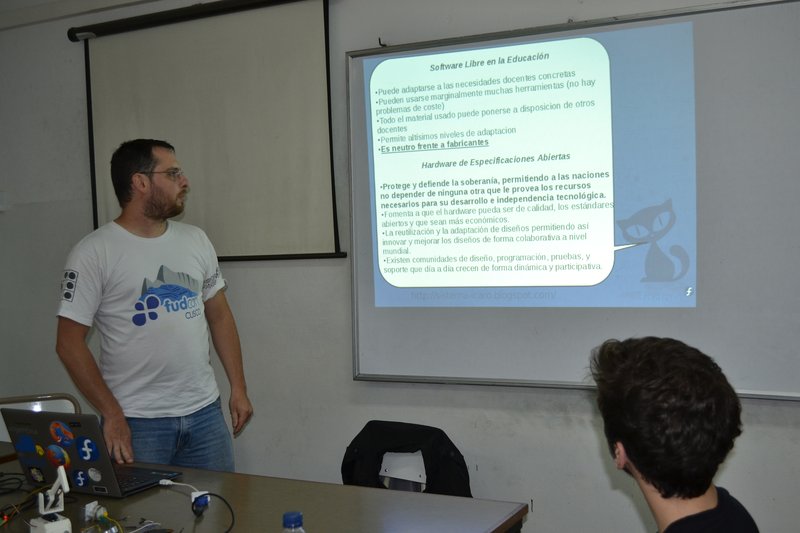 Software Libre en la Educación
•Puede adaptarse a las necesidades docentes concretas
•Pueden usarse marginalmente muchas herramientas (no hay
problemas de coste)
•Todo el material usado puede ponerse a disposicion de otros
docentes
•Permite altísimos niveles de adaptacion
•Es neutro frente a fabricantes
Hardware de Especificaciones Abiertas
•Protege y defiende la soberanía, permitiendo a las naciones
no depender de ninguna otra que le provea los recursos
necesarios para su desarrollo e independencia tecnológica.
•Fomenta a que el hardware pueda ser de calidad, los estándares
abiertos y que sean más económicos.
•La reutilización y la adaptación de diseños permitiendo así
innovar y mejorar los diseños de forma colaborativa a nivel
mundial.
•Existen comunidades de diseño, programación, pruebas, y
soporte que día a día crecen de forma dinámica y participativa.
http://sistema-icaro.blogspot.com/
fudcon
CUSCO